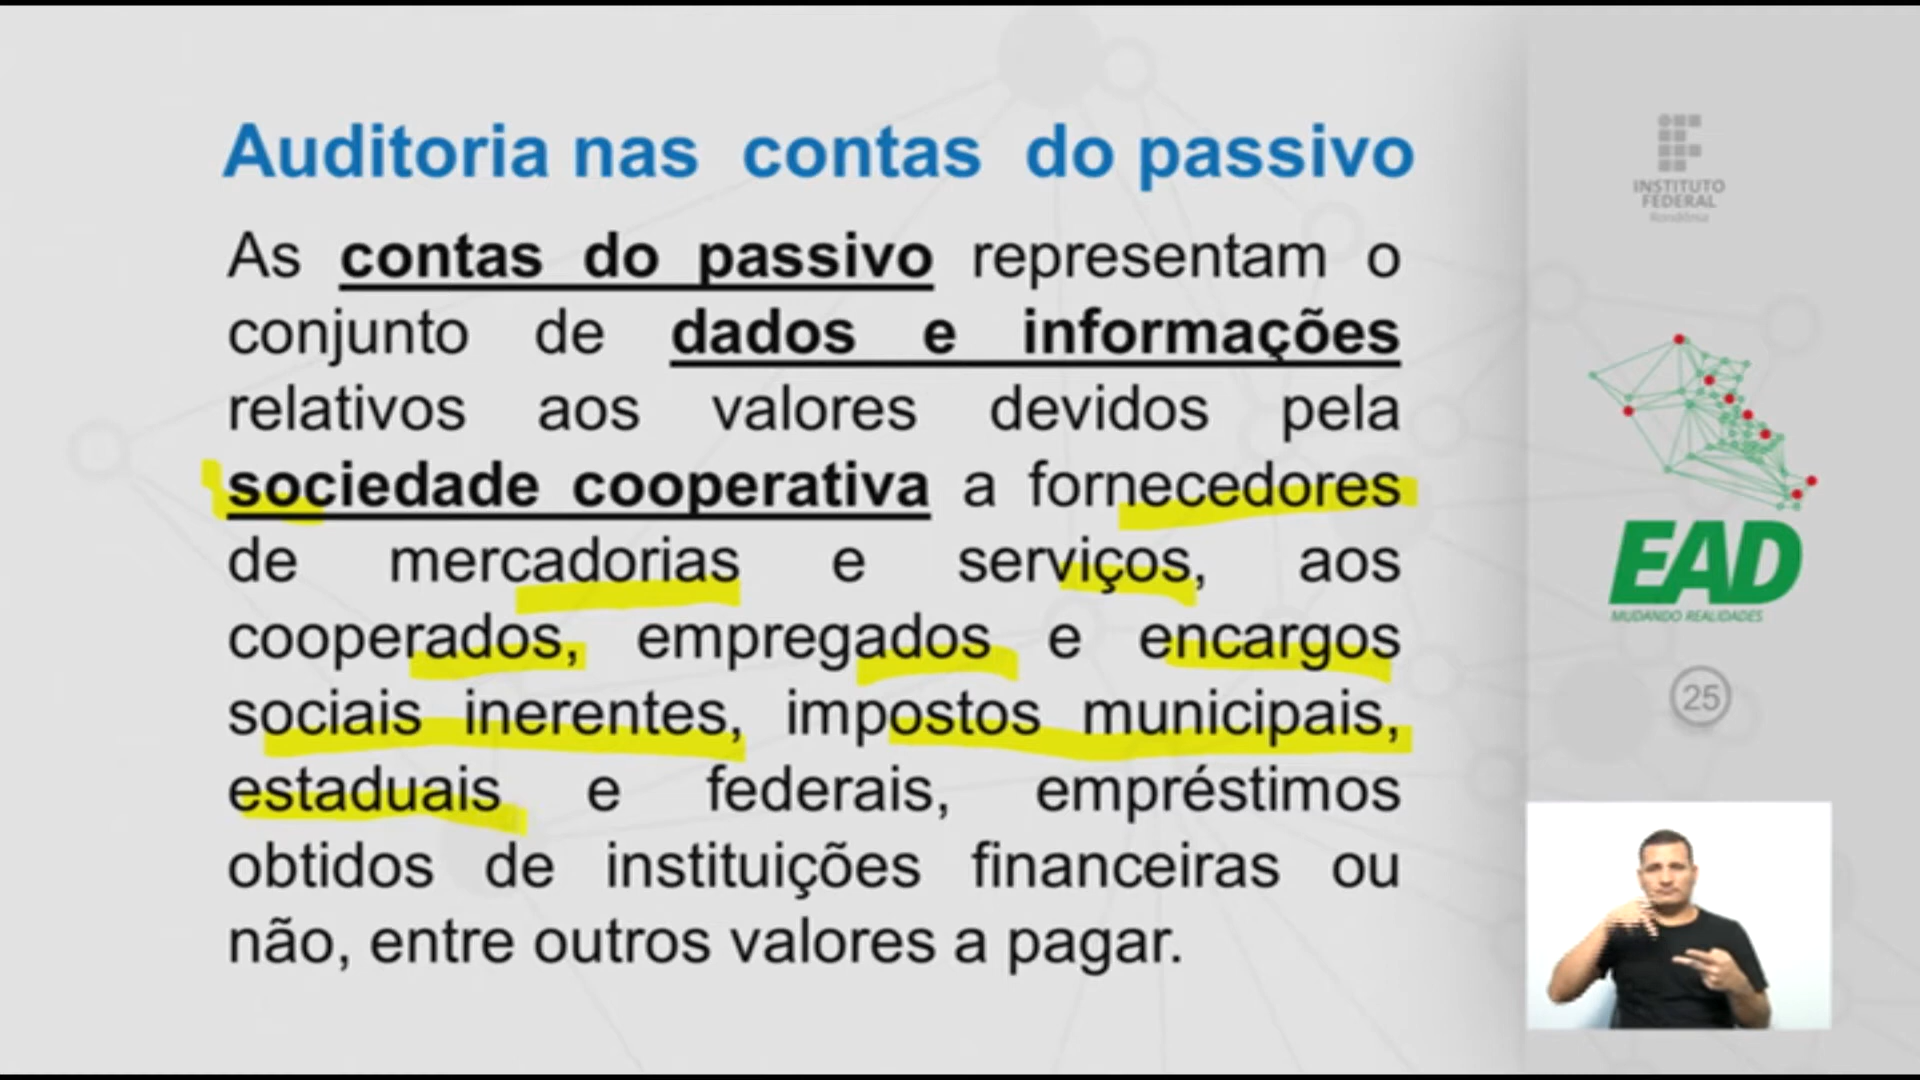 Auditoria nas contas do passivo
As contas do passivo representam o
conjunto de dados e informações
relativos aos valores devidos pela
sociedade cooperativa a fornecedores
de mercadorias e serviços, aos
cooperados, empregados e encargos
sociais inerentes, impostos municipais,
estaduais e federais, empréstimos
obtidos de instituições financeiras ou
não, entre outros valores a pagar.
INSTITUTO
FEDERAL
Rondônia
EAD
MUDANDO REALIDADES
25